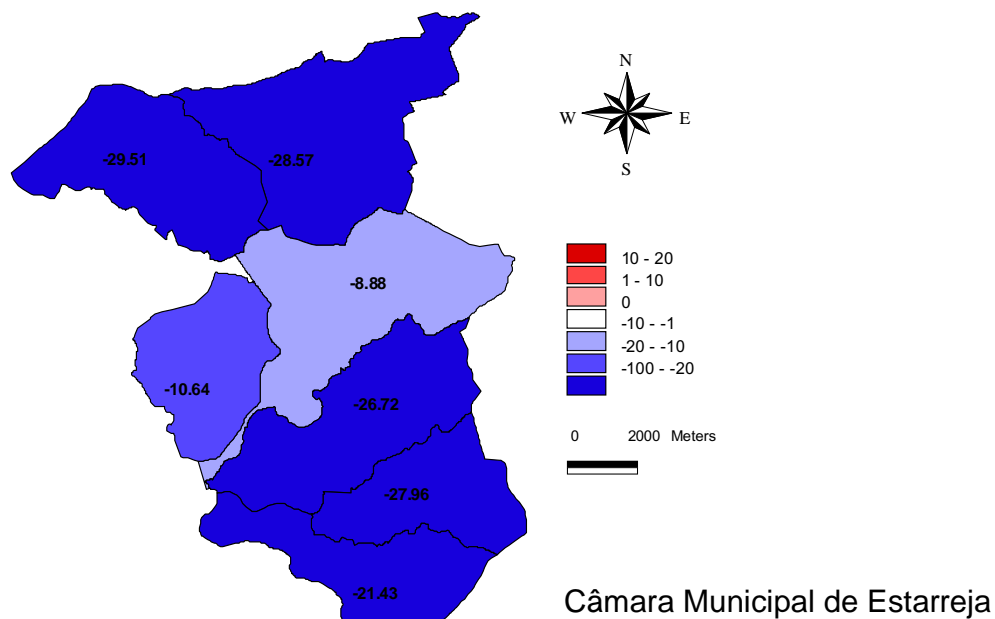 N
W E
S
-29.51
-28.57
-8.88
-10.64
-26.72
-27.96
-21.43
10 - 20
1 - 10
0
-10 - -1
-20 - -10
-100 - -20
0 2000 Meters
Câmara Municipal de Estarreja